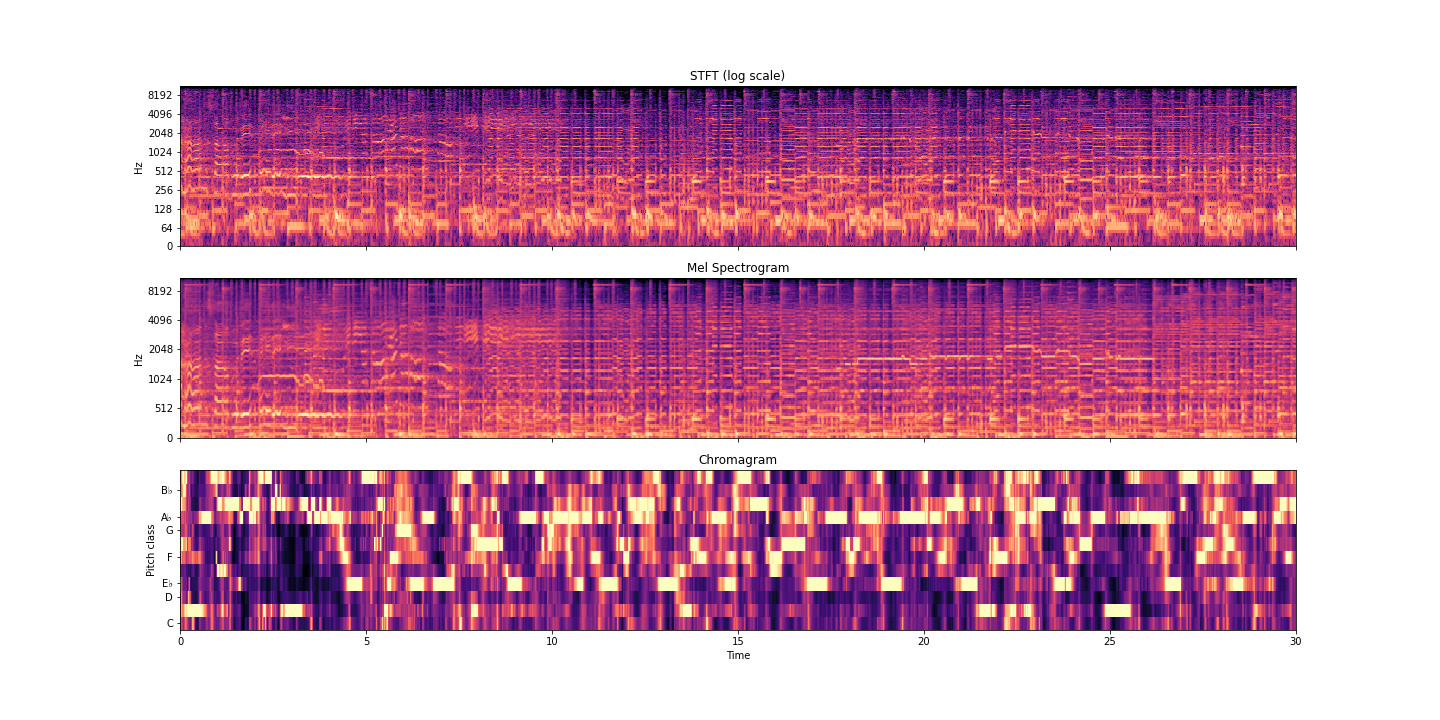 STFT (log scale)
8192
4096
2048
1024
512
256
128
64
0
Hz
Mel Spectrogram
8192
4096
2048
1024
512
0
Hz
Chromagram
B♭
A♭
G
F
E♭
D
C
Pitch class
0 5 10 15 20 25 30
Time